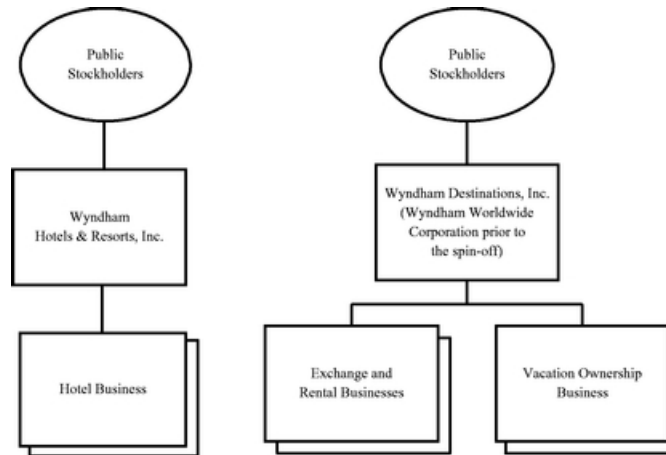 Public
Stockholders
Wyndham
Hotels & Resorts, Inc.
Hotel Business
Public
Stockholders
Wyndham Destinations, Inc.
(Wyndham Worldwide
Corporation prior to
the spin-off)
Exchange and
Rental Businesses
Vacation Ownership
Business